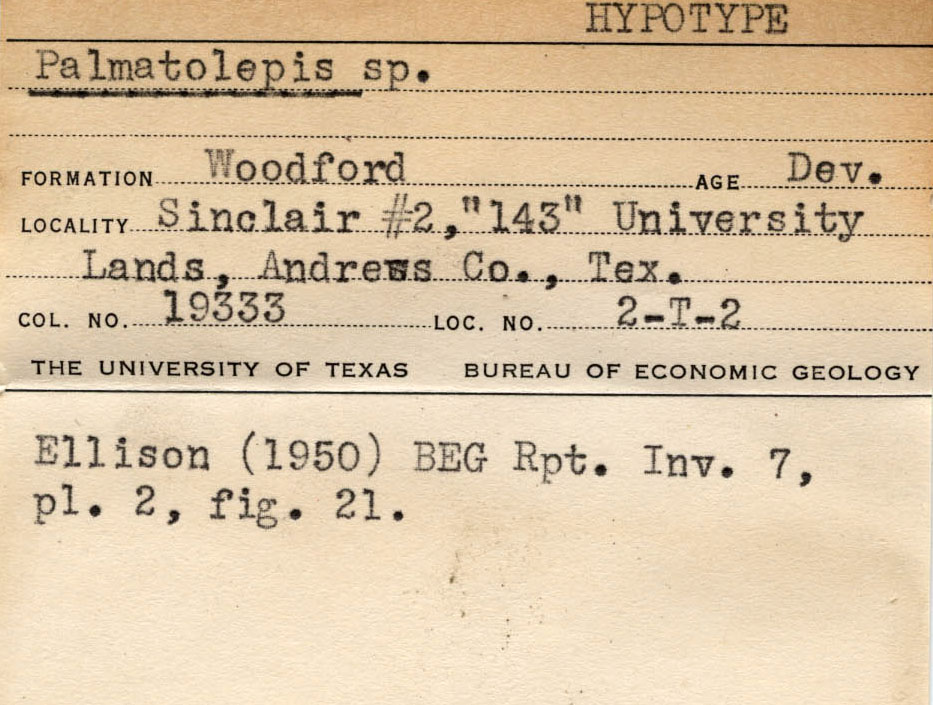 HYPOTYPE
Palmatolepis sp.
FORMATION Woodford AGE Dev.
LOCALITY Sinclair #2,"143" University
Lands, Andrews Co., Tex.
COL. NO. 19333 LOC. NO. 2-T-2
THE UNIVERSITY OF TEXAS BUREAU OF ECONOMIC GEOLOGY
Ellison (1950) BEG Rpt. Inv. 7,
pl. 2, fig. 21.